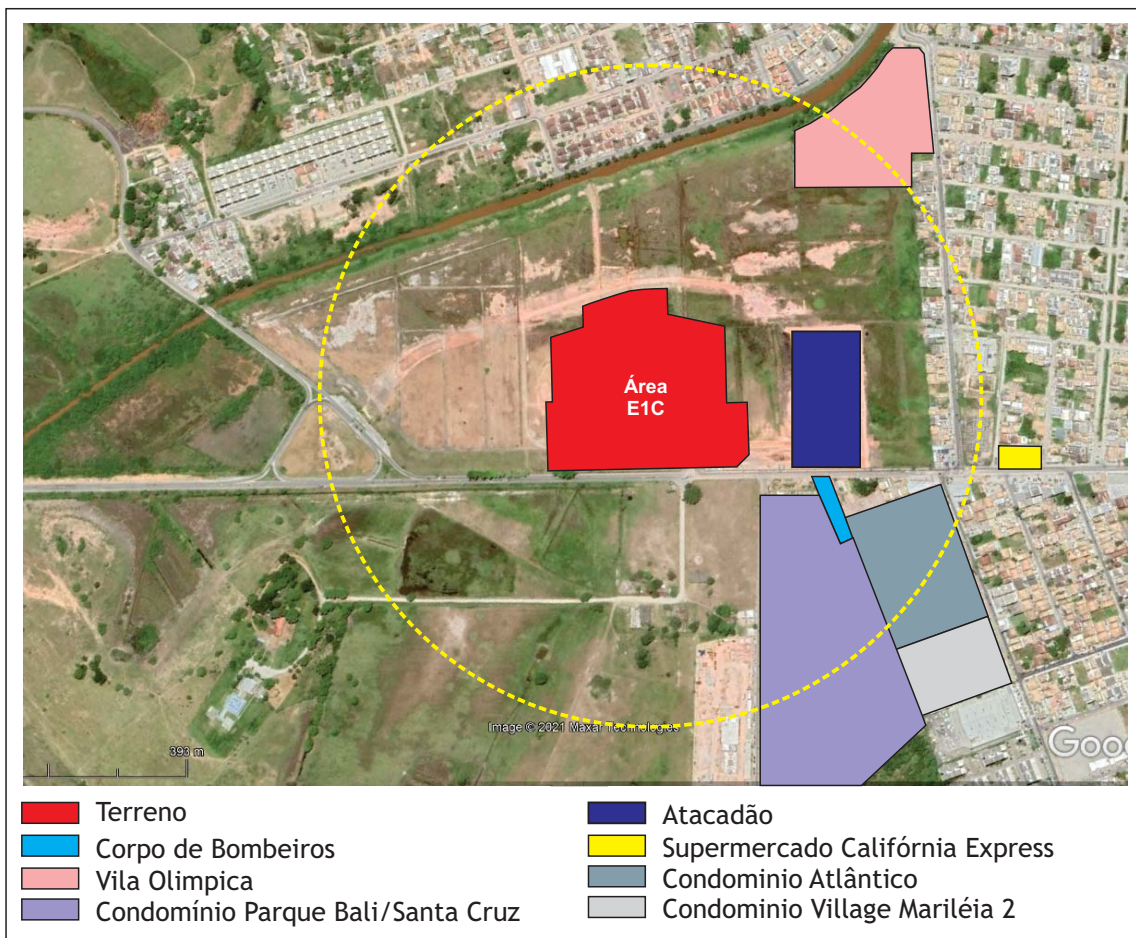 Área
E1C
Image © 2021 Maxar Technologies
393 m
Goo
Terreno
Corpo de Bombeiros
Vila Olimpica
Condomínio Parque Bali/Santa Cruz
Atacadão
Supermercado Califórnia Express
Condominio Atlântico
Condominio Village Mariléia 2